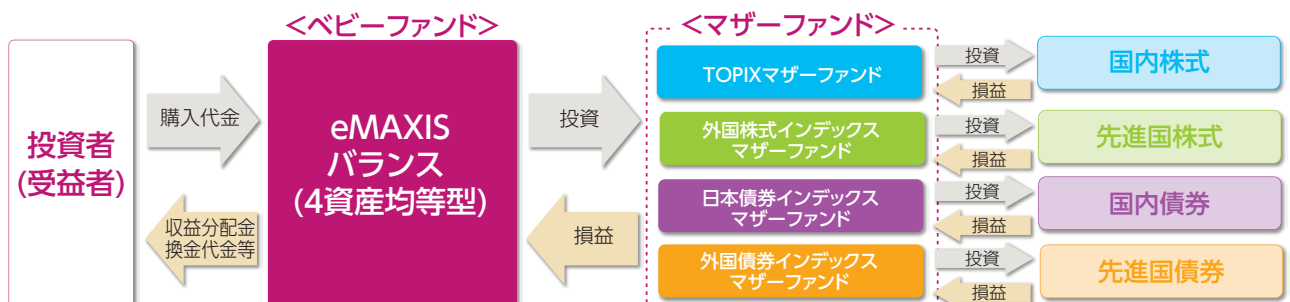 <ベビーファンド>
<マザーファンド>
投資者
(受益者)
購入代金
収益分配金
換金代金等
eMAXIS
バランス
(4資産均等型)
投資
損益
TOPIXマザーファンド
投資
損益
国内株式
外国株式インデックス
マザーファンド
投資
損益
先進国株式
日本債券インデックス
マザーファンド
投資
損益
国内債券
外国債券インデックス
マザーファンド
投資
損益
先進国債券